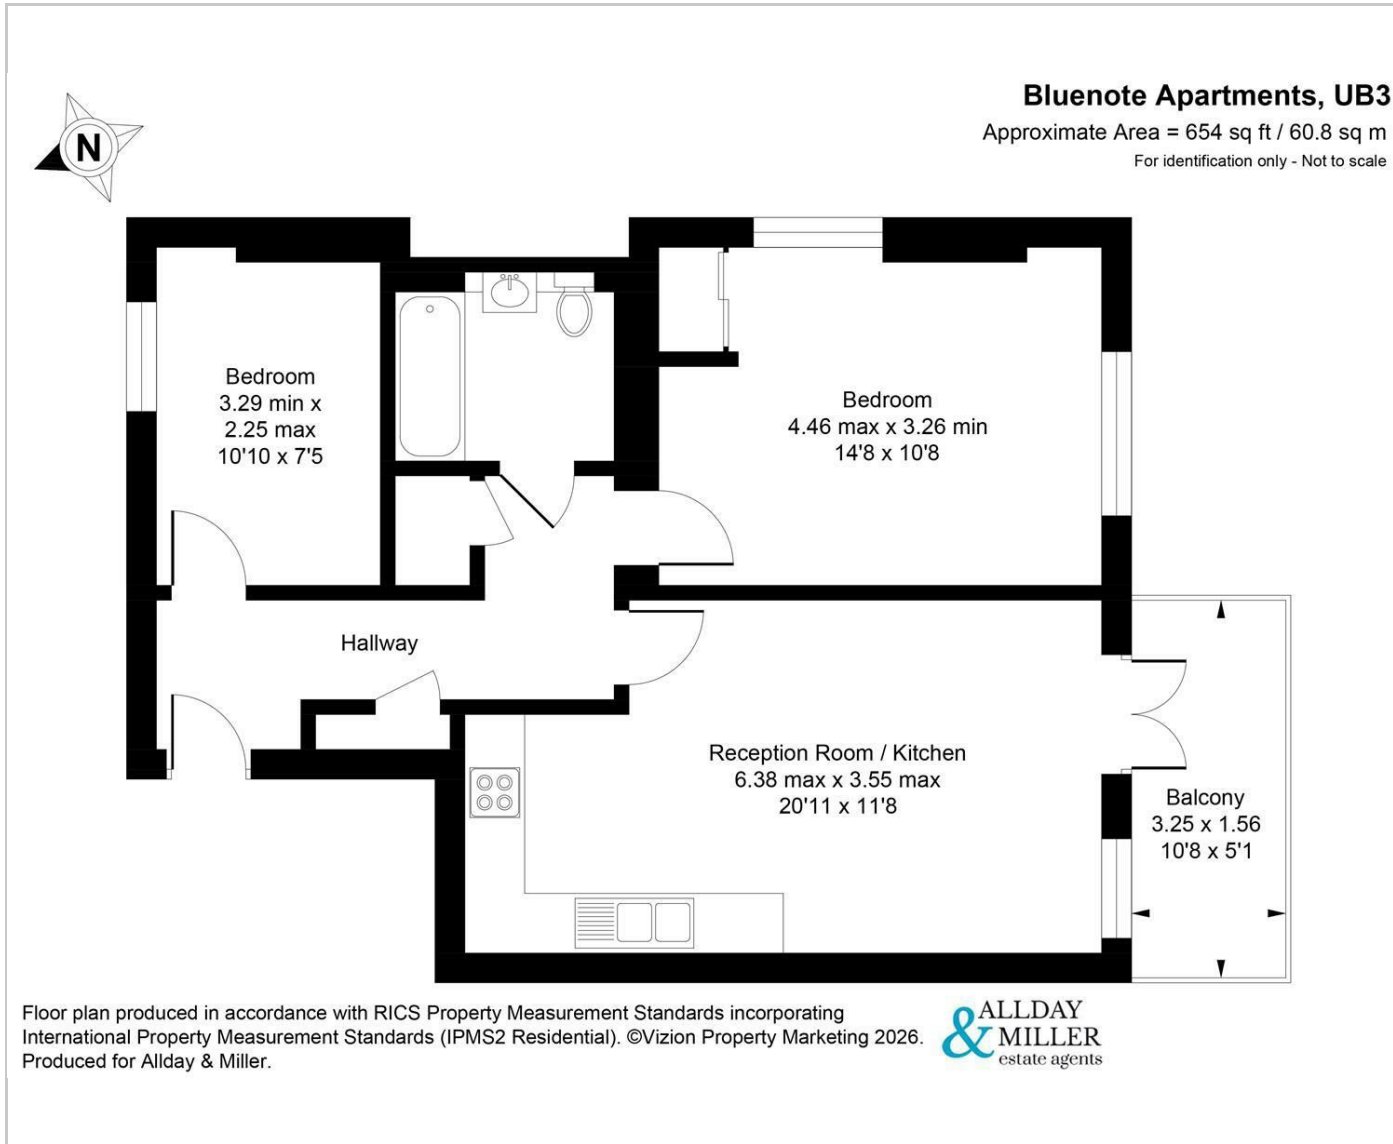 Bluenote Apartments, UB3
Approximate Area = 654 sq ft / 60.8 sq m
For identification only - Not to scale
N
Bedroom
3.29 min x
2.25 max
10'10 x 7'5
Bedroom
4.46 max x 3.26 min
14'8 x 10'8
Hallway
Reception Room / Kitchen
6.38 max x 3.55 max
20'11 x 11'8
Balcony
3.25 x 1.56
10'8 x 5'1
Floor plan produced in accordance with RICS Property Measurement Standards incorporating
International Property Measurement Standards (IPMS2 Residential). ©Vizion Property Marketing 2026.
Produced for Allday & Miller.
ALLDAY
& MILLER
estate agents